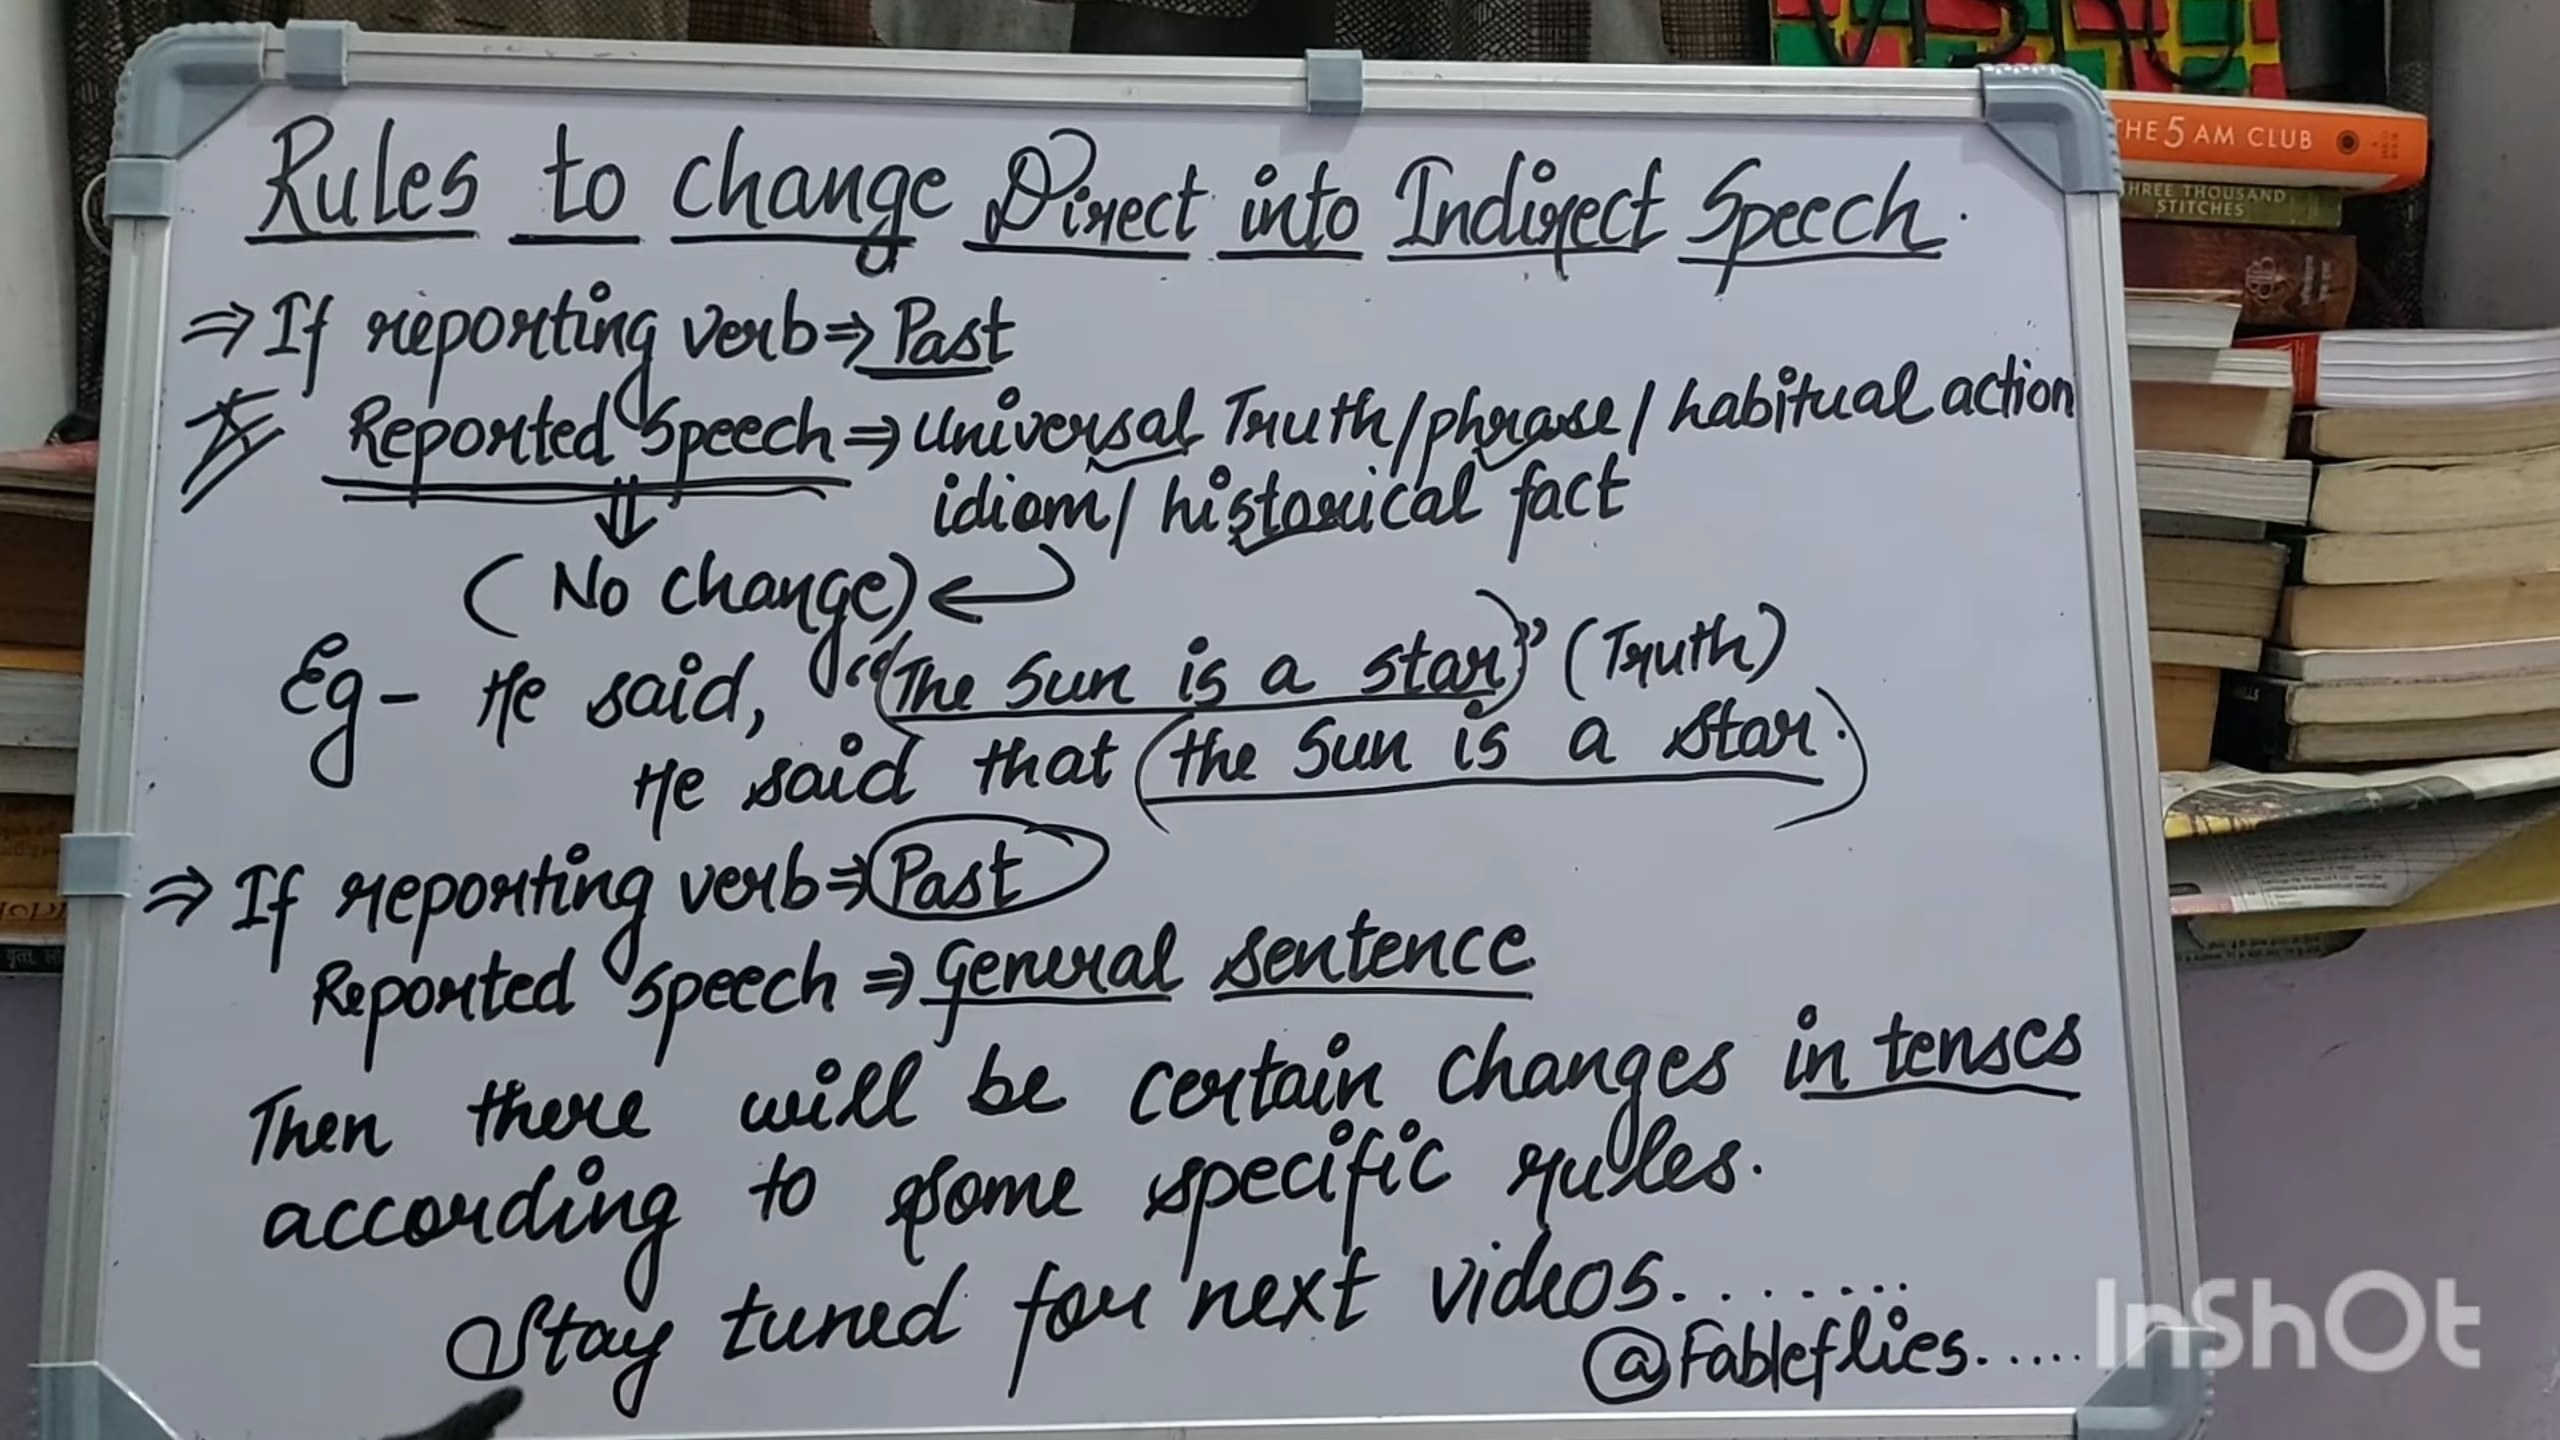 Rules to change Direct into Indirect Speech.
⇒ If reporting verb ⇒ Past
Reported Speech ⇒ Universal Truth/phrase/habitual action
idiom/historical fact
⇓
(No change) ←
Eg- He said, "The Sun is a star" (Truth)
He said that (the Sun is a star.)
⇒ If reporting verb ⇒ Past
Reported Speech ⇒ General sentence
Then there will be certain changes in tenses
according to some specific rules.
Stay tuned for next videos........
@Fableflies.....
THE 5 AM CLUB
THREE THOUSAND
STITCHES
InShOt